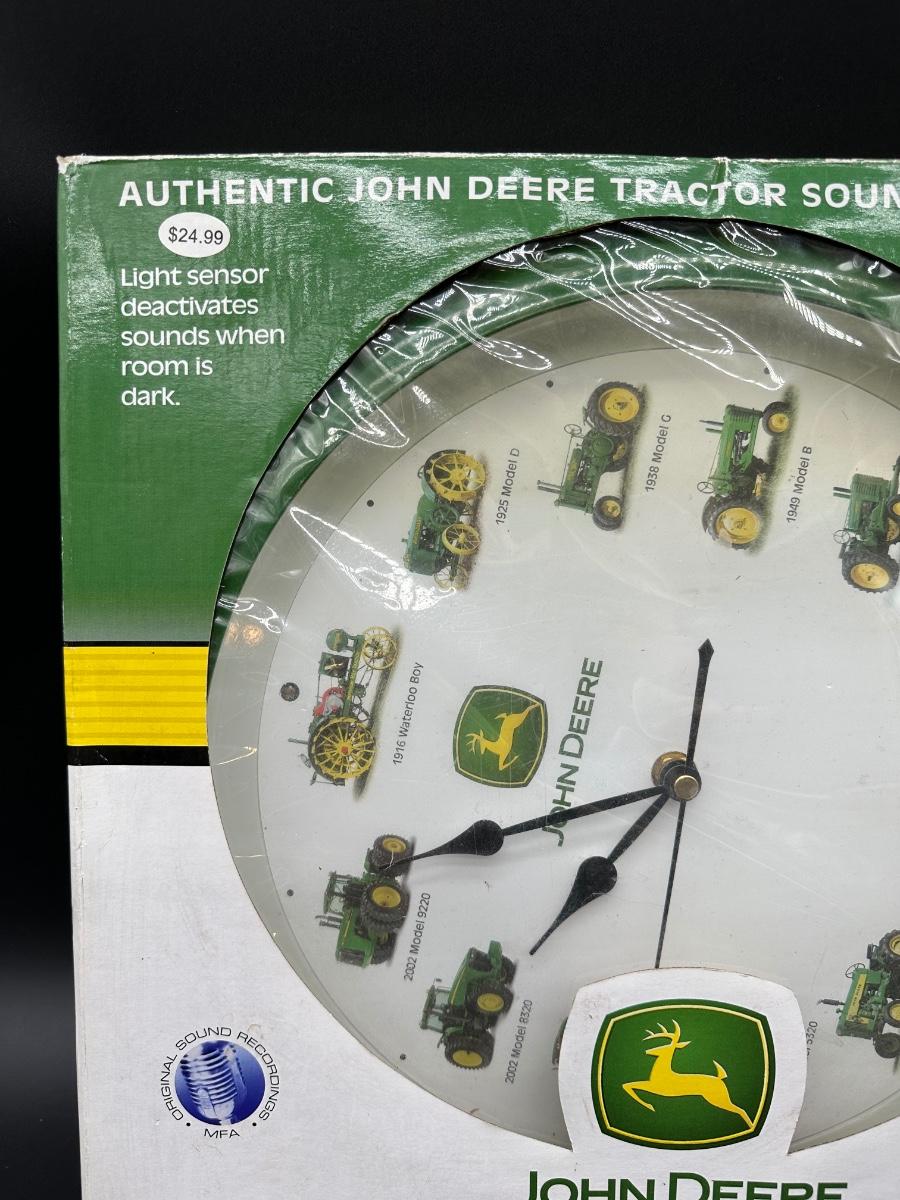 AUTHENTIC JOHN DEERE TRACTOR SOUN
$24.99
Light sensor
deactivates
sounds when
room is
dark.
1916 Waterloo Boy
1925 Model D
1938 Model G
1949 Model B
JOHN DEERE
2002 Model 9220
2002 Model 8320
5320
ORIGINAL SOUND RECORDINGS
• MFA •
JOHN DEERE